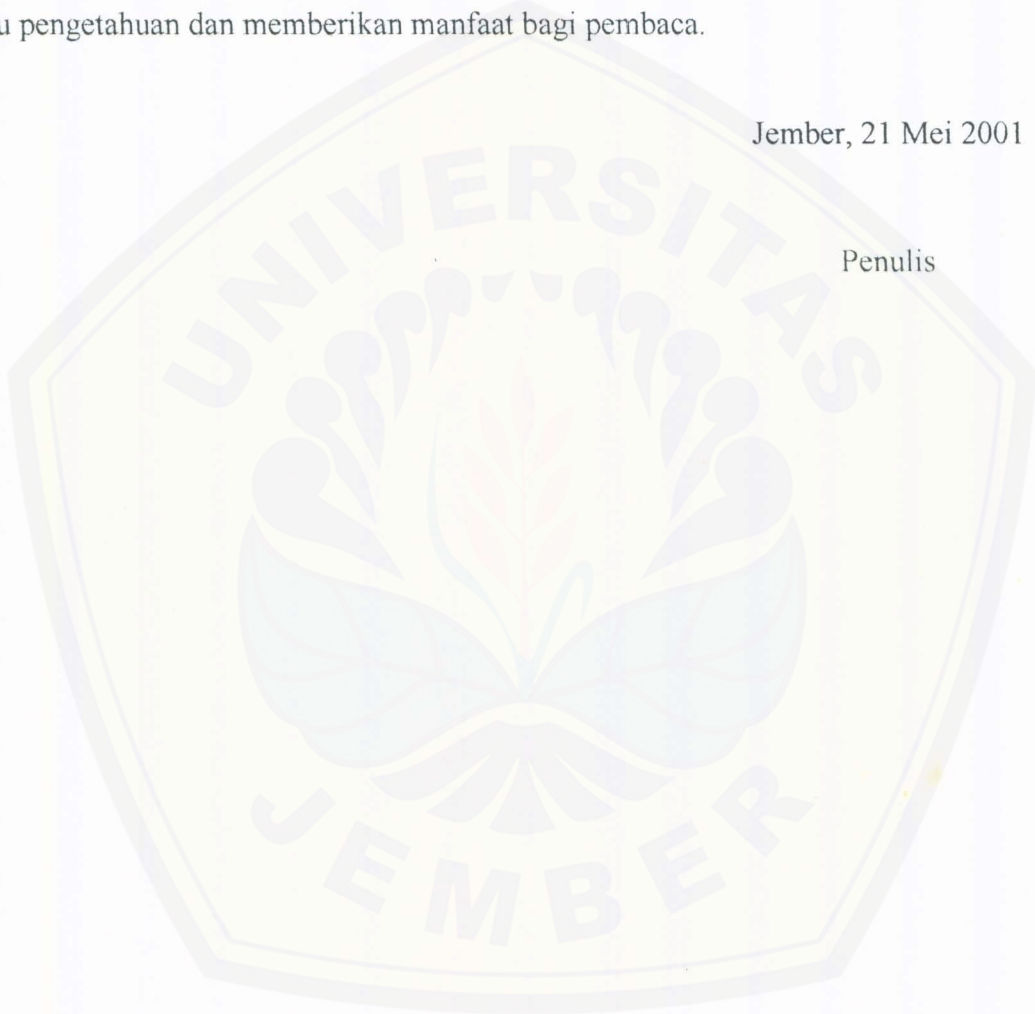 pengetahuan dan memberikan manfaat bagi pembaca.
Jember, 21 Mei 2001
Penulis
UNIVERSITAS
JEMBER